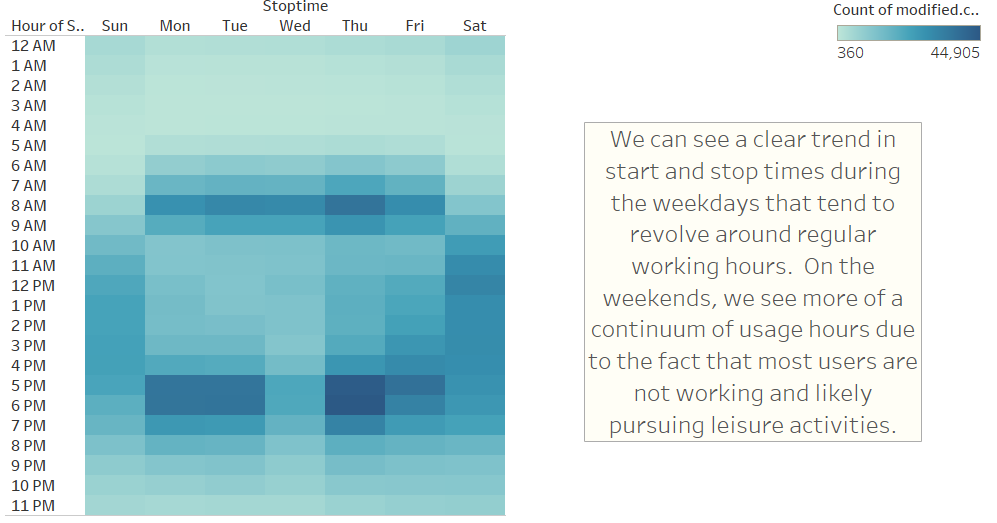 Stoptime
Hour of S.. Sun Mon Tue Wed Thu Fri Sat
12 AM
1 AM
2 AM
3 AM
4 AM
5 AM
6 AM
7 AM
8 AM
9 AM
10 AM
11 AM
12 PM
1 PM
2 PM
3 PM
4 PM
5 PM
6 PM
7 PM
8 PM
9 PM
10 PM
11 PM
Count of modified.c..
360 44,905
We can see a clear trend in
start and stop times during
the weekdays that tend to
revolve around regular
working hours. On the
weekends, we see more of a
continuum of usage hours due
to the fact that most users are
not working and likely
pursuing leisure activities.